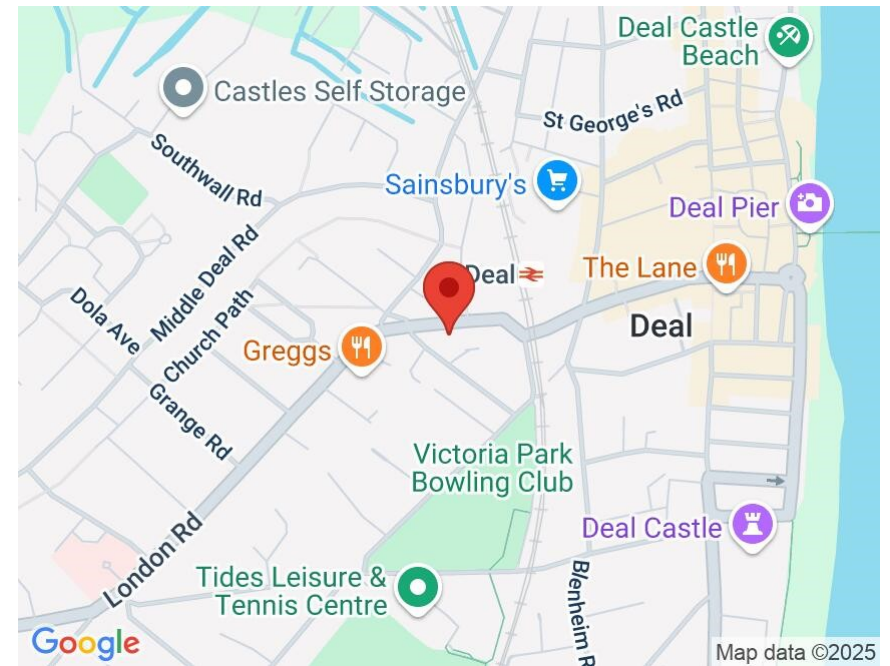 Deal Castle
Beach
Castles Self Storage
St George's Rd
Southwall Rd
Sainsbury's
Deal Pier
Middle Deal Rd
Deal
The Lane
Dola Ave
Church Path
Deal
Greggs
Grange Rd
Victoria Park
Bowling Club
London Rd
Deal Castle
Tides Leisure &
Tennis Centre
Blenheim R
Google
Map data ©2025